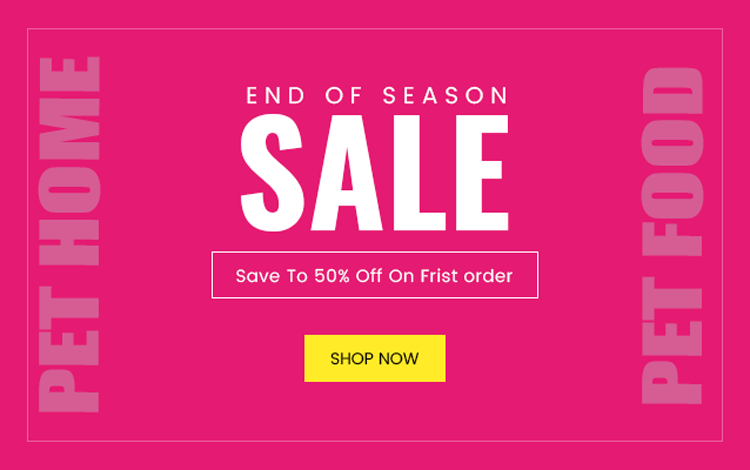 PET HOME
END OF SEASON
SALE
Save To 50% Off On Frist order
SHOP NOW
PET FOOD